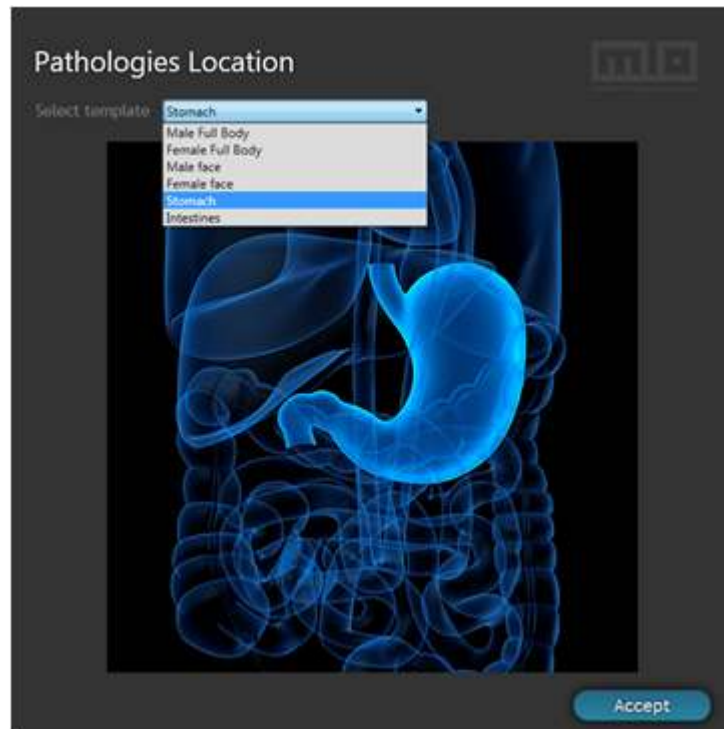 Pathologies Location
Select template Stomach
Male Full Body
Female Full Body
Male face
Female face
Stomach
Intestines
Accept